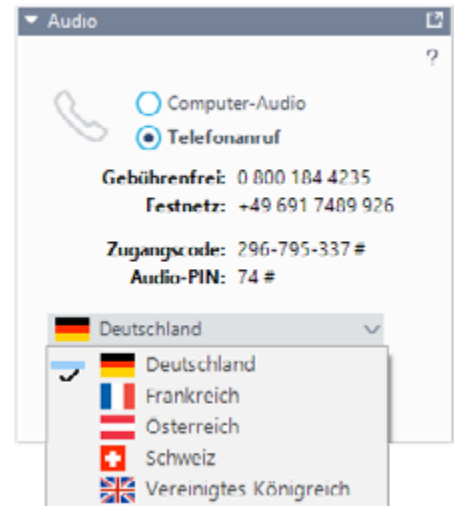 Audio
?
Computer-Audio
Telefonanruf
Gebührenfrei: 0 800 184 4235
Festnetz: +49 691 7489 926
Zugangscode: 296-795-337 #
Audio-PIN: 74 #
Deutschland
Deutschland
Frankreich
Österreich
Schweiz
Vereinigtes Königreich